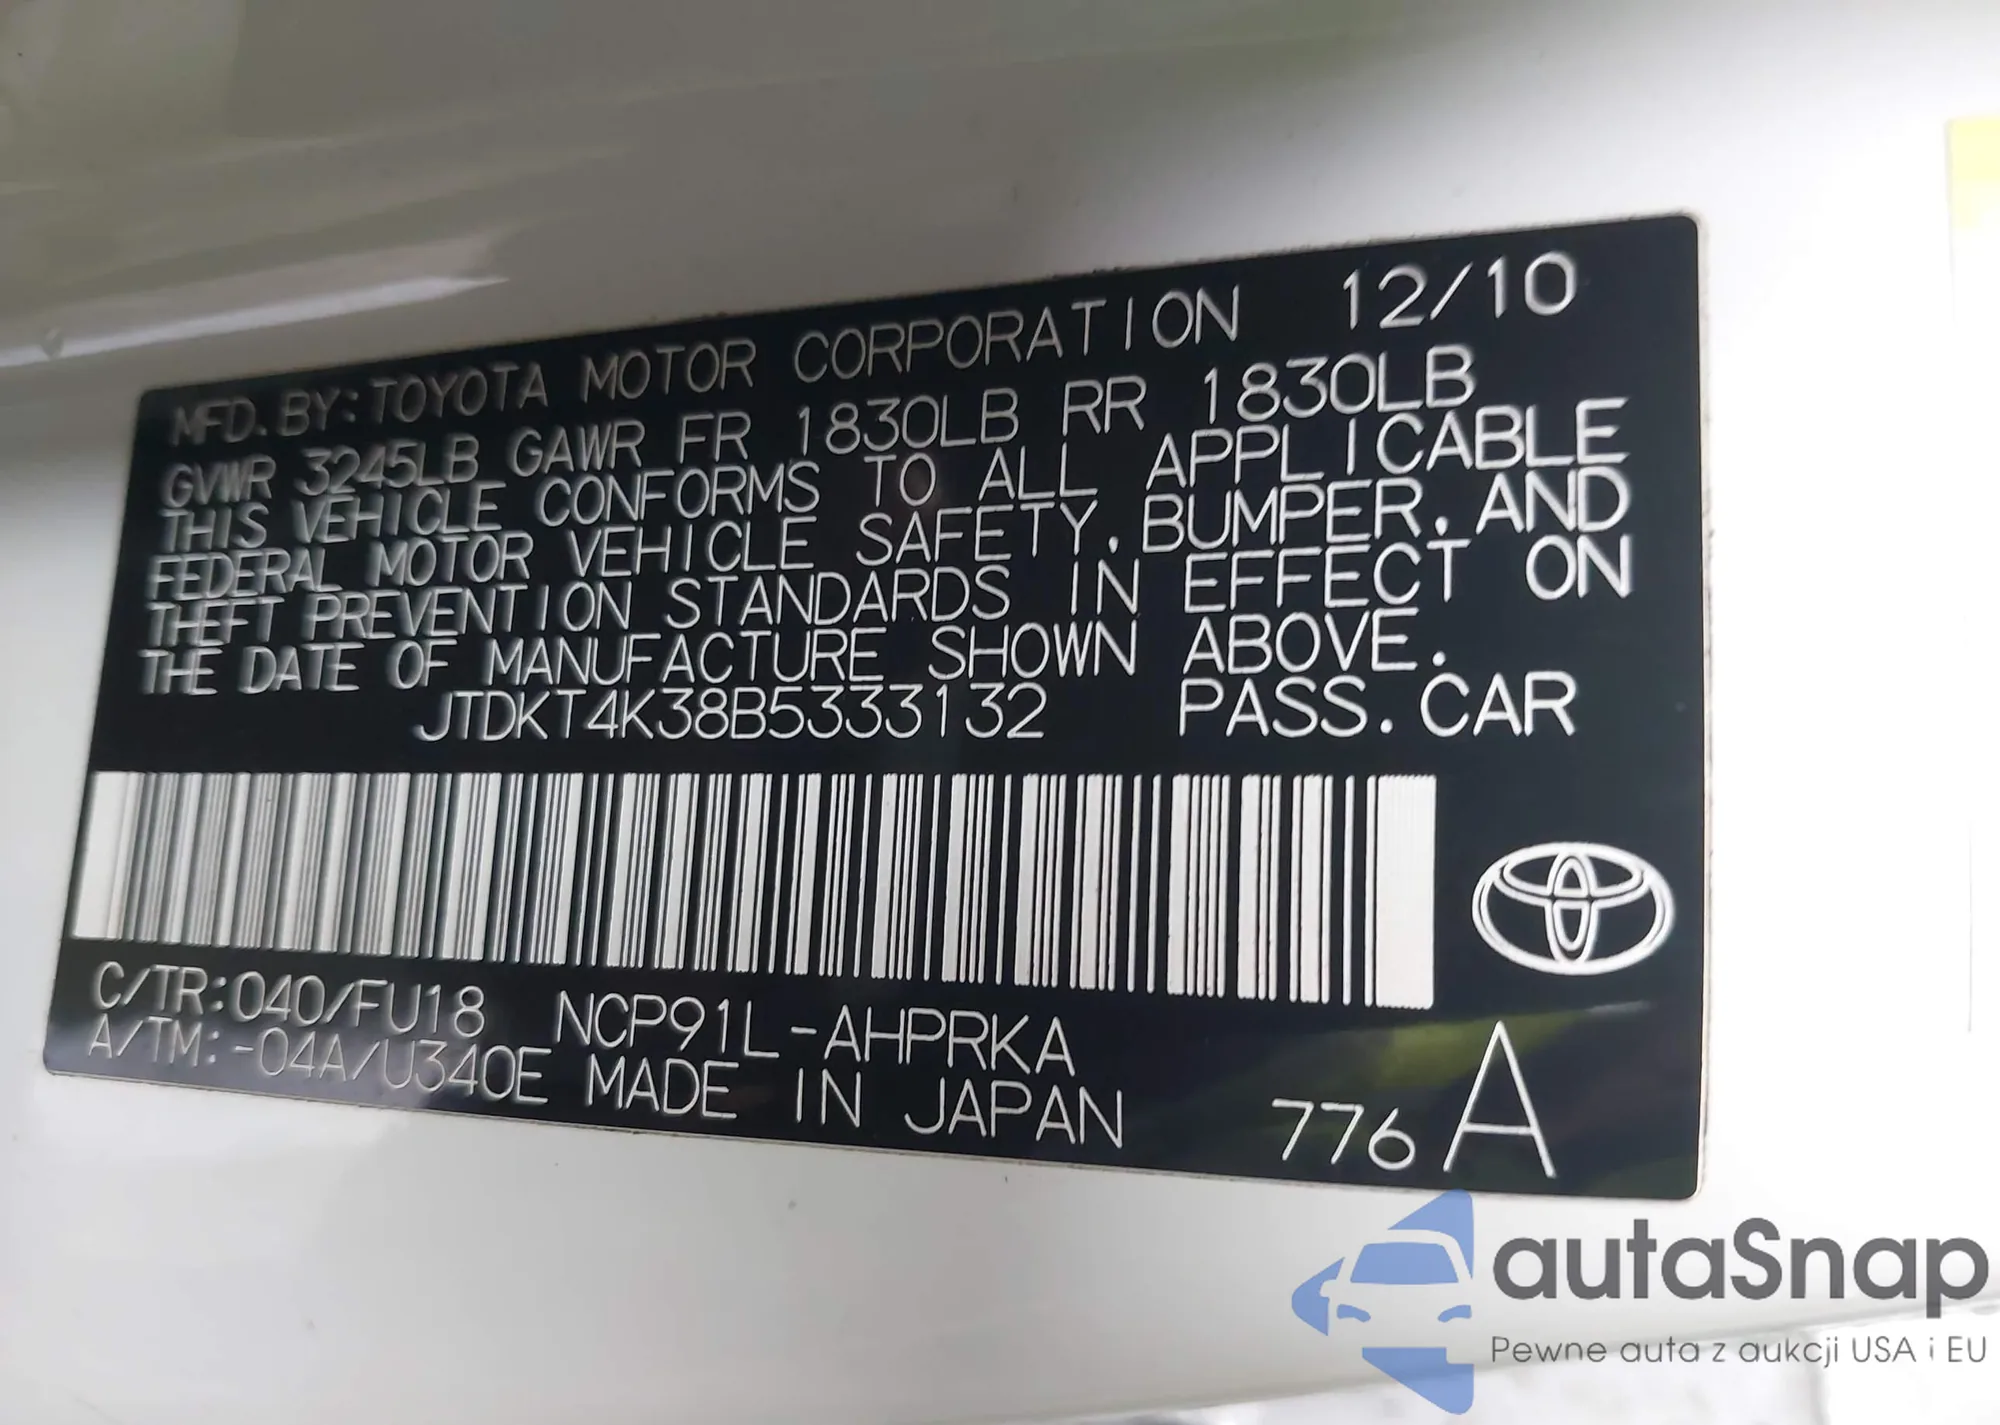 MFD.BY:TOYOTA MOTOR CORPORATION 12/10
GVWR 3245LB GAWR FR 1830LB RR 1830LB
THIS VEHICLE CONFORMS TO ALL APPLICABLE
FEDERAL MOTOR VEHICLE SAFETY, BUMPER, AND
THEFT PREVENTION STANDARDS IN EFFECT ON
THE DATE OF MANUFACTURE SHOWN ABOVE.
JTDKT4K38B5333132 PASS.CAR
C/TR:040/FU18 NCP91L-AHPRKA
A/TM:-04A/U340E MADE IN JAPAN 776 A
autaSnap
Pewne auta z aukcji USA i EU